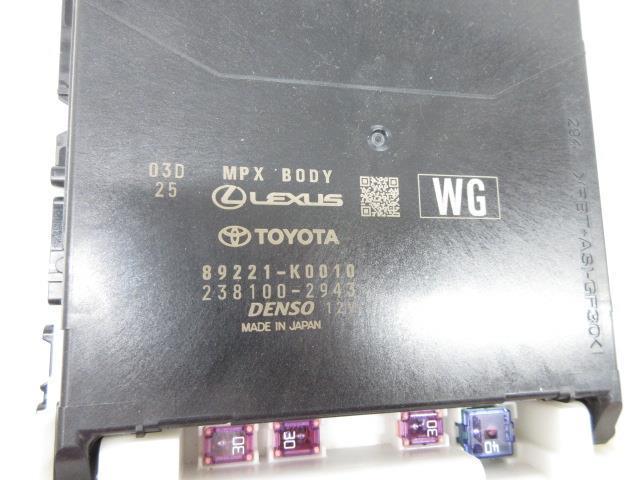 03D MPX BODY
25 LEXUS WG
TOYOTA
89221-K0010
238100-2943
DENSO 12V
MADE IN JAPAN
30 30 30 40